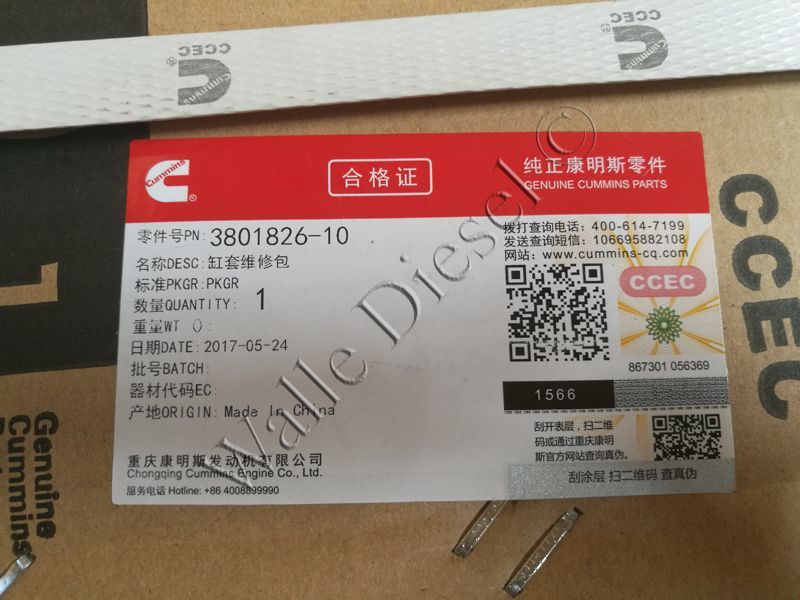 CCEC
CCEC
Cummins
合格证
纯正康明斯零件
GENUINE CUMMINS PARTS
零件号PN: 3801826-10
名称DESC: 缸套维修包
标准PKGR: PKGR
数量QUANTITY: 1
重量WT 0:
日期DATE: 2017-05-24
批号BATCH:
器材代码EC:
产地ORIGIN: Made In China
重庆康明斯发动机有限公司
Chongqing Cummins Engine Co., Ltd.
服务电话 Hotline: +86 4008899990
拨打查询电话: 400-614-7199
发送查询短信: 106695882108
网站: www.cummins-cq.com
CCEC
867301 056369
1566
刮开表层，扫二维
码或通过重庆康明
斯官方网站查询真伪。
刮涂层 扫二维码 查真伪
Walle Diesel ©
CCEC
Genuine
Cummins